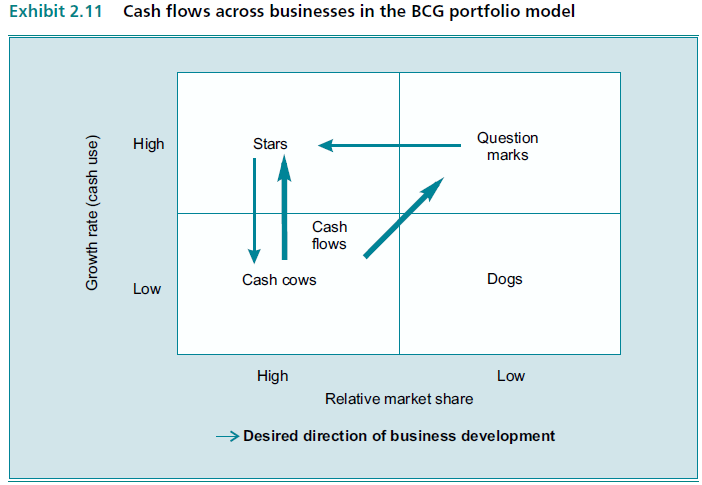 Exhibit 2.11 Cash flows across businesses in the BCG portfolio model
Growth rate (cash use)
High
Stars
Question
marks
Cash
flows
Low
Cash cows
Dogs
High
Low
Relative market share
Desired direction of business development